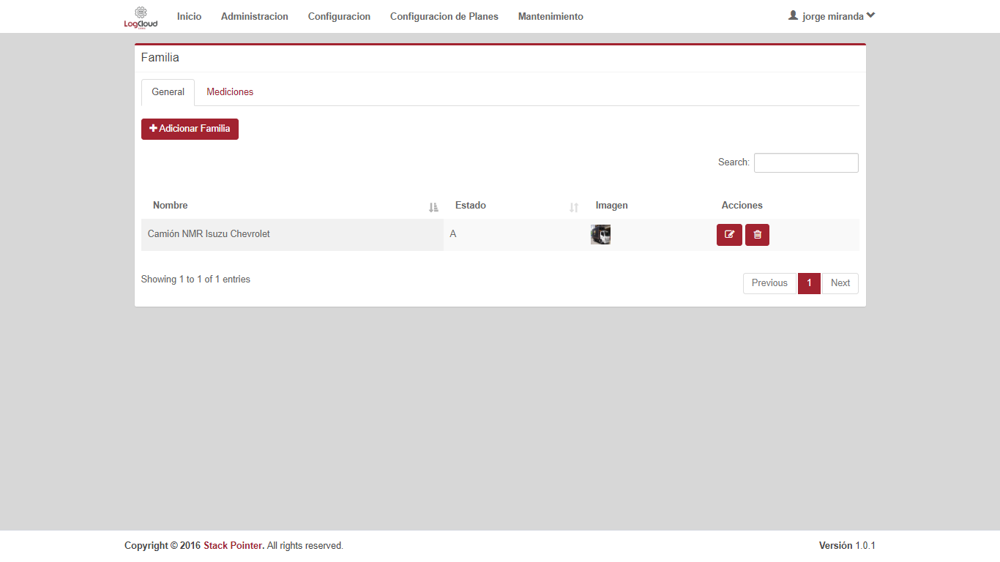 LogCloud
Inicio Administracion Configuracion Configuracion de Planes Mantenimiento jorge miranda
Familia
General Mediciones
Adicionar Familia
Search:
Nombre Estado Imagen Acciones
Camión NMR Isuzu Chevrolet A
Showing 1 to 1 of 1 entries
Previous 1 Next
Copyright © 2016 Stack Pointer. All rights reserved. Versión 1.0.1